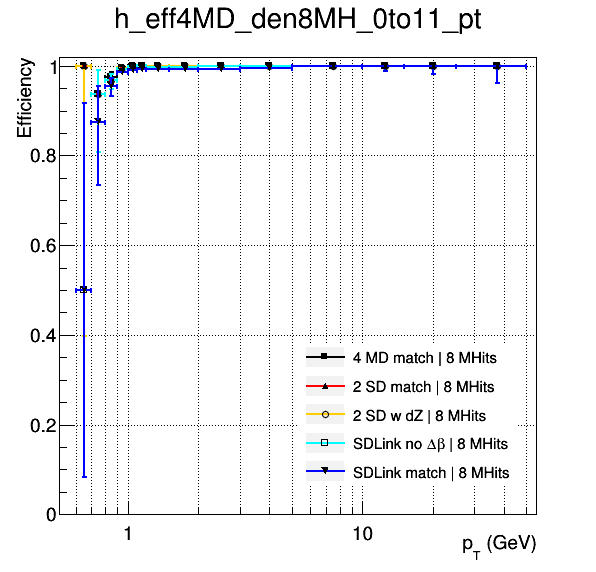 h_eff4MD_den8MH_0to11_pt
Efficiency
1
0.8
0.6
0.4
0.2
0
4 MD match | 8 MHits
2 SD match | 8 MHits
2 SD w dZ | 8 MHits
SDLink no Δβ | 8 MHits
SDLink match | 8 MHits
1 10
p_T (GeV)